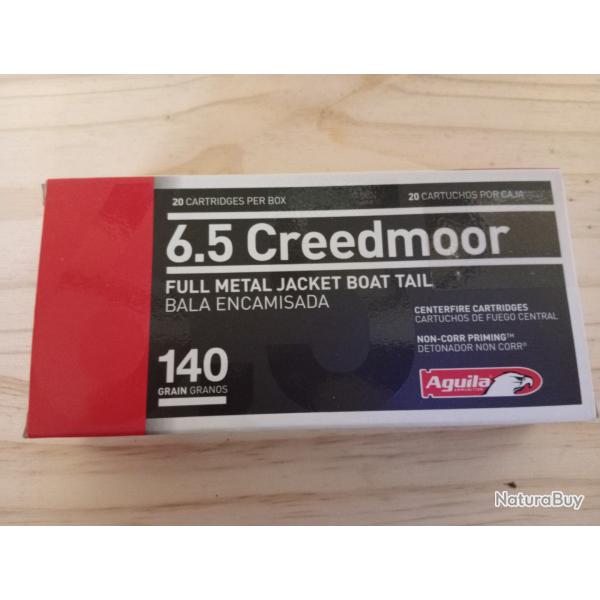 20 CARTRIDGES PER BOX
20 CARTUCHOS POR CAJA
6.5 Creedmoor
FULL METAL JACKET BOAT TAIL
BALA ENCAMISADA
CENTERFIRE CARTRIDGES
CARTUCHOS DE FUEGO CENTRAL
NON-CORR PRIMING™
DETONADOR NON CORR®
140
GRAIN GRANOS
Aguila
AMMUNITION
NaturaBuy